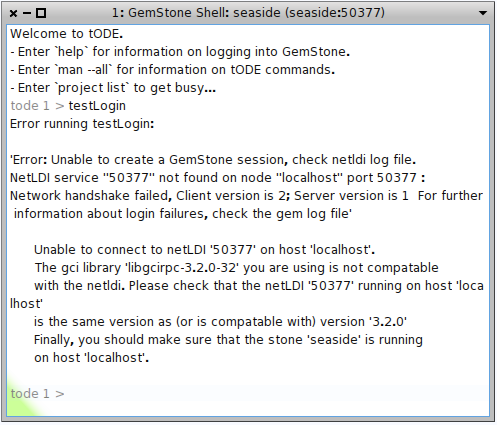 1: GemStone Shell: seaside (seaside:50377)
Welcome to tODE.
- Enter `help` for information on logging into GemStone.
- Enter `man --all` for information on tODE commands.
- Enter `project list` to get busy...
tode 1 > testLogin
Error running testLogin:
'Error: Unable to create a GemStone session, check netldi log file.
NetLDI service "50377" not found on node "localhost" port 50377 :
Network handshake failed, Client version is 2; Server version is 1  For further
information about login failures, check the gem log file'
Unable to connect to netLDI '50377' on host 'localhost'.
The gci library 'libgcirpc-3.2.0-32' you are using is not compatable
with the netldi. Please check that the netLDI '50377' running on host 'loca
lhost'
is the same version as (or is compatable with) version '3.2.0'
Finally, you should make sure that the stone 'seaside' is running
on host 'localhost'.
tode 1 >